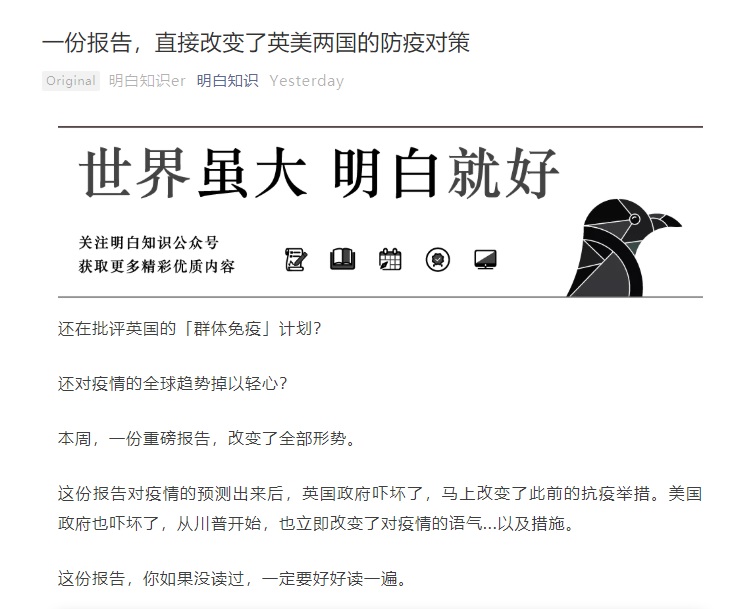 一份报告，直接改变了英美两国的防疫对策
Original 明白知识er 明白知识 Yesterday
世界虽大 明白就好
关注明白知识公众号
获取更多精彩优质内容
还在批评英国的「群体免疫」计划？
还对疫情的全球趋势掉以轻心？
本周，一份重磅报告，改变了全部形势。
这份报告对疫情的预测出来后，英国政府吓坏了，马上改变了此前的抗疫举措。美国
政府也吓坏了，从川普开始，也立即改变了对疫情的语气...以及措施。
这份报告，你如果没读过，一定要好好读一遍。